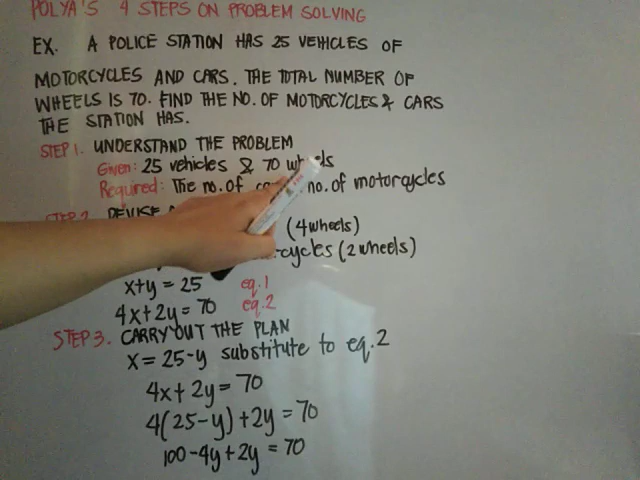 POLYA'S 4 STEPS ON PROBLEM SOLVING
EX. A POLICE STATION HAS 25 VEHICLES OF
MOTORCYCLES AND CARS. THE TOTAL NUMBER OF
WHEELS IS 70. FIND THE NO. OF MOTORCYCLES & CARS
THE STATION HAS.
STEP 1. UNDERSTAND THE PROBLEM
Given: 25 vehicles & 70
Required: The no. of no. of motorcycles
STEP 2. DEVISE
(4 wheels)
(2 wheels)
x+y = 25 eq.1
4x+2y = 70 eq.2
STEP 3. CARRY OUT THE PLAN
x = 25-y substitute to eq.2
4x + 2y = 70
4(25-y) + 2y = 70
100 - 4y + 2y = 70